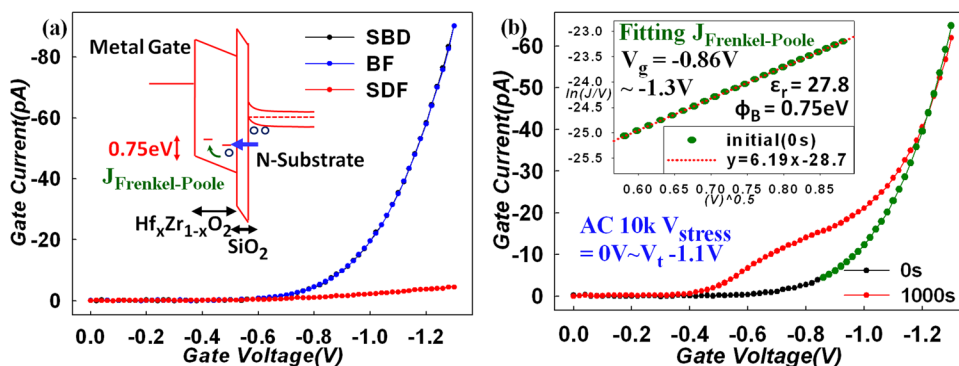 (a)
-80
-60
-40
-20
0
Gate Current(pA)
0.0 -0.2 -0.4 -0.6 -0.8 -1.0 -1.2
Gate Voltage(V)
Metal Gate
0.75eV
J Frenkel-Poole
N-Substrate
HfxZr1-xO2
SiO2
SBD
BF
SDF
(b)
-60
-50
-40
-30
-20
-10
0
Gate Current(pA)
0.0 -0.2 -0.4 -0.6 -0.8 -1.0 -1.2
Gate Voltage(V)
-23.0
-23.5
-24.0
-24.5
-25.0
-25.5
ln(J/V)
0.60 0.65 0.70 0.75 0.80 0.85
(V)^0.5
Fitting J Frenkel-Poole
Vg = -0.86V
~ -1.3V
εr = 27.8
ϕB = 0.75eV
initial(0s)
y=6.19x-28.7
AC 10k Vstress
= 0V~Vt -1.1V
0s
1000s